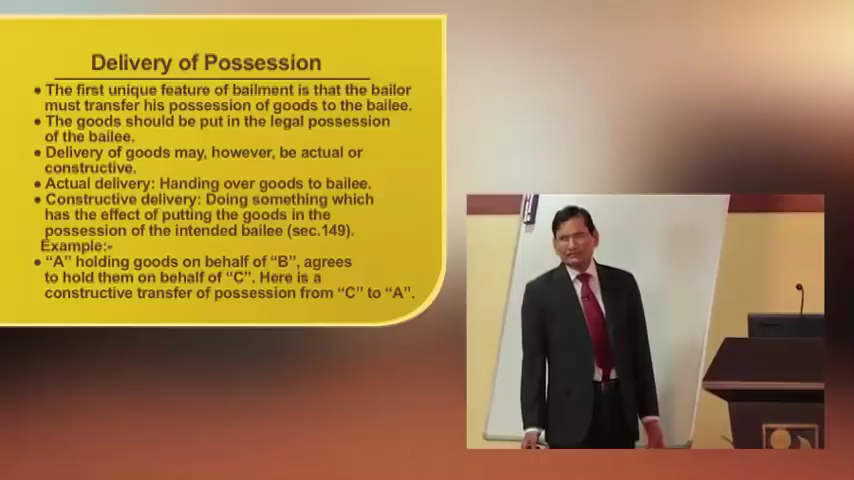 Delivery of Possession
• The first unique feature of bailment is that the bailor
must transfer his possession of goods to the bailee.
• The goods should be put in the legal possession
of the bailee.
• Delivery of goods may, however, be actual or
constructive.
• Actual delivery: Handing over goods to bailee.
• Constructive delivery: Doing something which
has the effect of putting the goods in the
possession of the intended bailee (sec.149).
Example:-
• “A” holding goods on behalf of “B”, agrees
to hold them on behalf of “C”. Here is a
constructive transfer of possession from “C” to “A”.